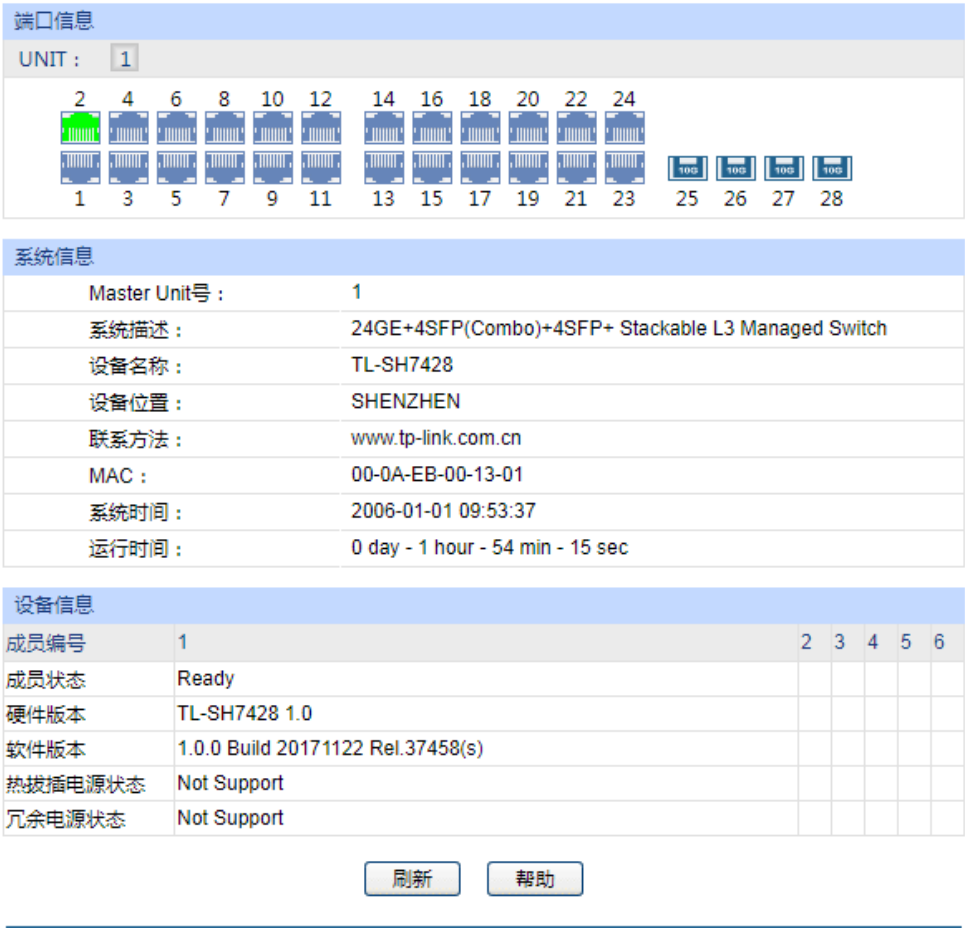 端口信息
UNIT： 1
2 4 6 8 10 12 14 16 18 20 22 24
10G 10G 10G 10G
1 3 5 7 9 11 13 15 17 19 21 23 25 26 27 28
系统信息
Master Unit号： 1
系统描述： 24GE+4SFP(Combo)+4SFP+ Stackable L3 Managed Switch
设备名称： TL-SH7428
设备位置： SHENZHEN
联系方法： www.tp-link.com.cn
MAC： 00-0A-EB-00-13-01
系统时间： 2006-01-01 09:53:37
运行时间： 0 day - 1 hour - 54 min - 15 sec
设备信息
成员编号 1 2 3 4 5 6
成员状态 Ready
硬件版本 TL-SH7428 1.0
软件版本 1.0.0 Build 20171122 Rel.37458(s)
热拔插电源状态 Not Support
冗余电源状态 Not Support
刷新 帮助